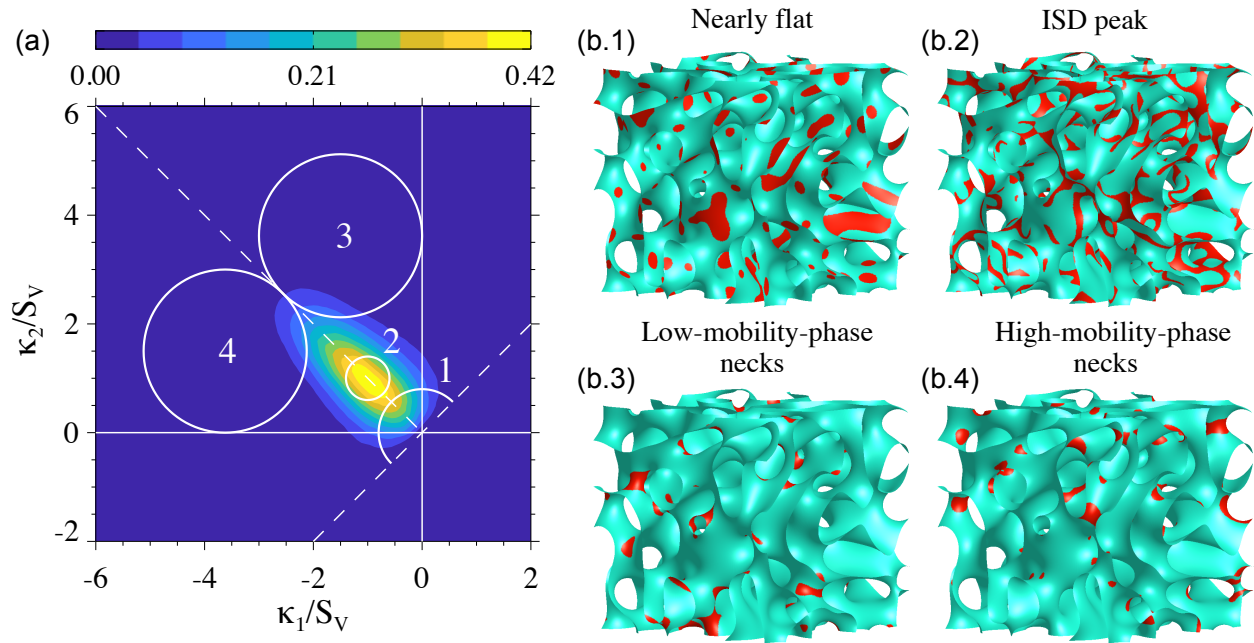 (a)
0.00 0.21 0.42
6
4
2
0
-2
-6 -4 -2 0 2
κ₂/S_V
κ₁/S_V
3
4
2
1
Nearly flat
(b.1)
ISD peak
(b.2)
Low-mobility-phase
necks
(b.3)
High-mobility-phase
necks
(b.4)